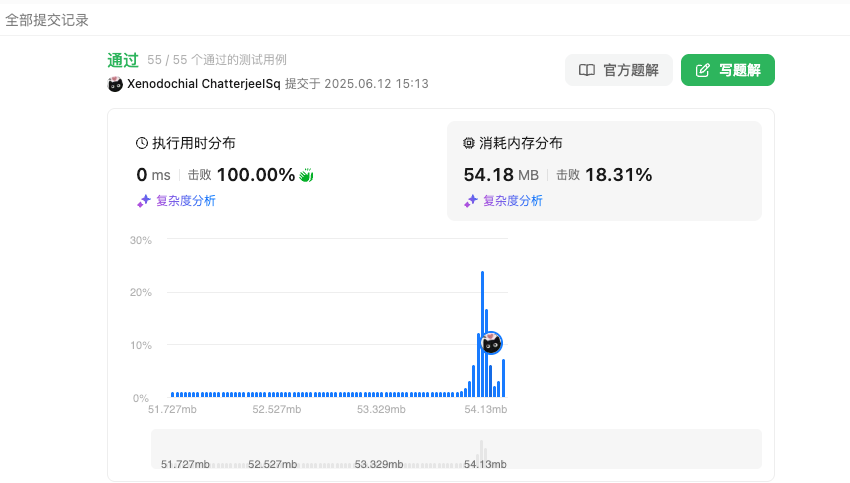 全部提交记录
通过 55 / 55 个通过的测试用例
Xenodochial ChatterjeeISq 提交于 2025.06.12 15:13
官方题解
写题解
执行用时分布
0 ms 击败 100.00%
复杂度分析
消耗内存分布
54.18 MB 击败 18.31%
复杂度分析
30%
20%
10%
0%
51.727mb 52.527mb 53.329mb 54.13mb
51.727mb 52.527mb 53.329mb 54.13mb